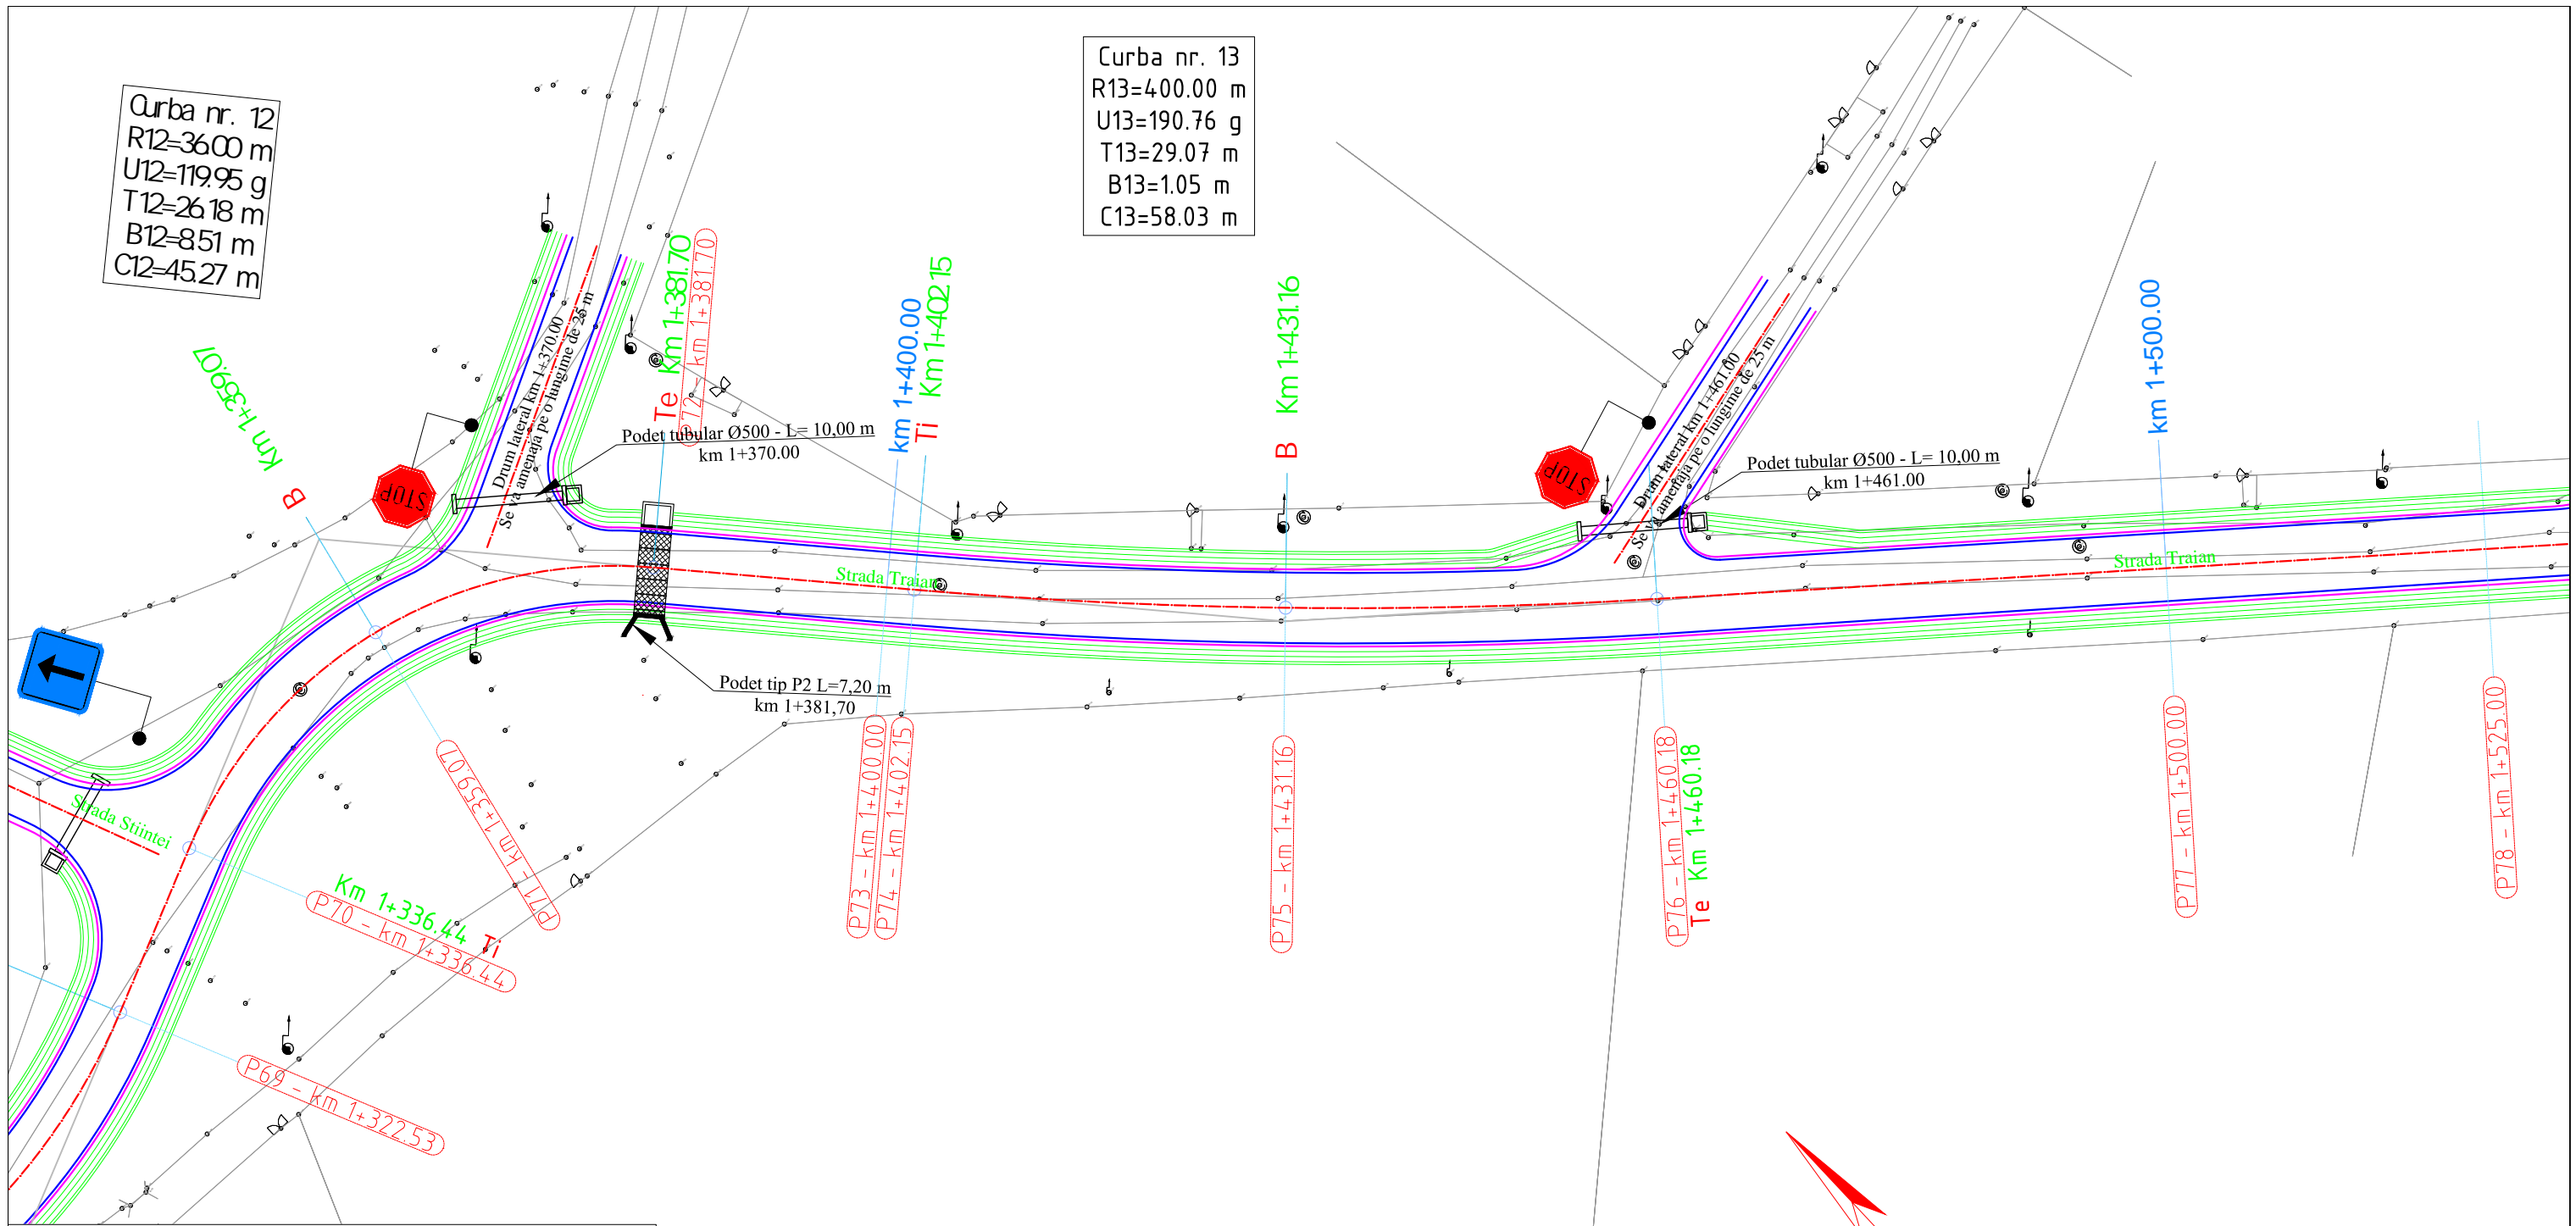 Curba nr. 12
R12=36.00 m
U12=119.95 g
T12=26.18 m
B12=8.51 m
C12=45.27 m
Curba nr. 13
R13=400.00 m
U13=190.76 g
T13=29.07 m
B13=1.05 m
C13=58.03 m
B Km 1+359.07
STOP
Drum lateral km 1+370.00
Se va amenaja pe o lungime de 25 m
Te Km 1+381.70
P72 - km 1+381.70
Podet tubular Ø500 - L= 10,00 m
km 1+370.00
km 1+400.00
Ti Km 1+402.15
B Km 1+431.16
STOP
Drum lateral km 1+461.00
Se va amenaja pe o lungime de 25 m
Podet tubular Ø500 - L= 10,00 m
km 1+461.00
km 1+500.00
Strada Traian
Strada Traian
Podet tip P2 L=7,20 m
km 1+381,70
Strada Stiintei
Km 1+336.44 Ti
P70 - km 1+336.44
P71 - km 1+359.07
P69 - km 1+322.53
P73 - km 1+400.00
P74 - km 1+402.15
P75 - km 1+431.16
P76 - km 1+460.18
Te Km 1+460.18
P77 - km 1+500.00
P78 - km 1+525.00